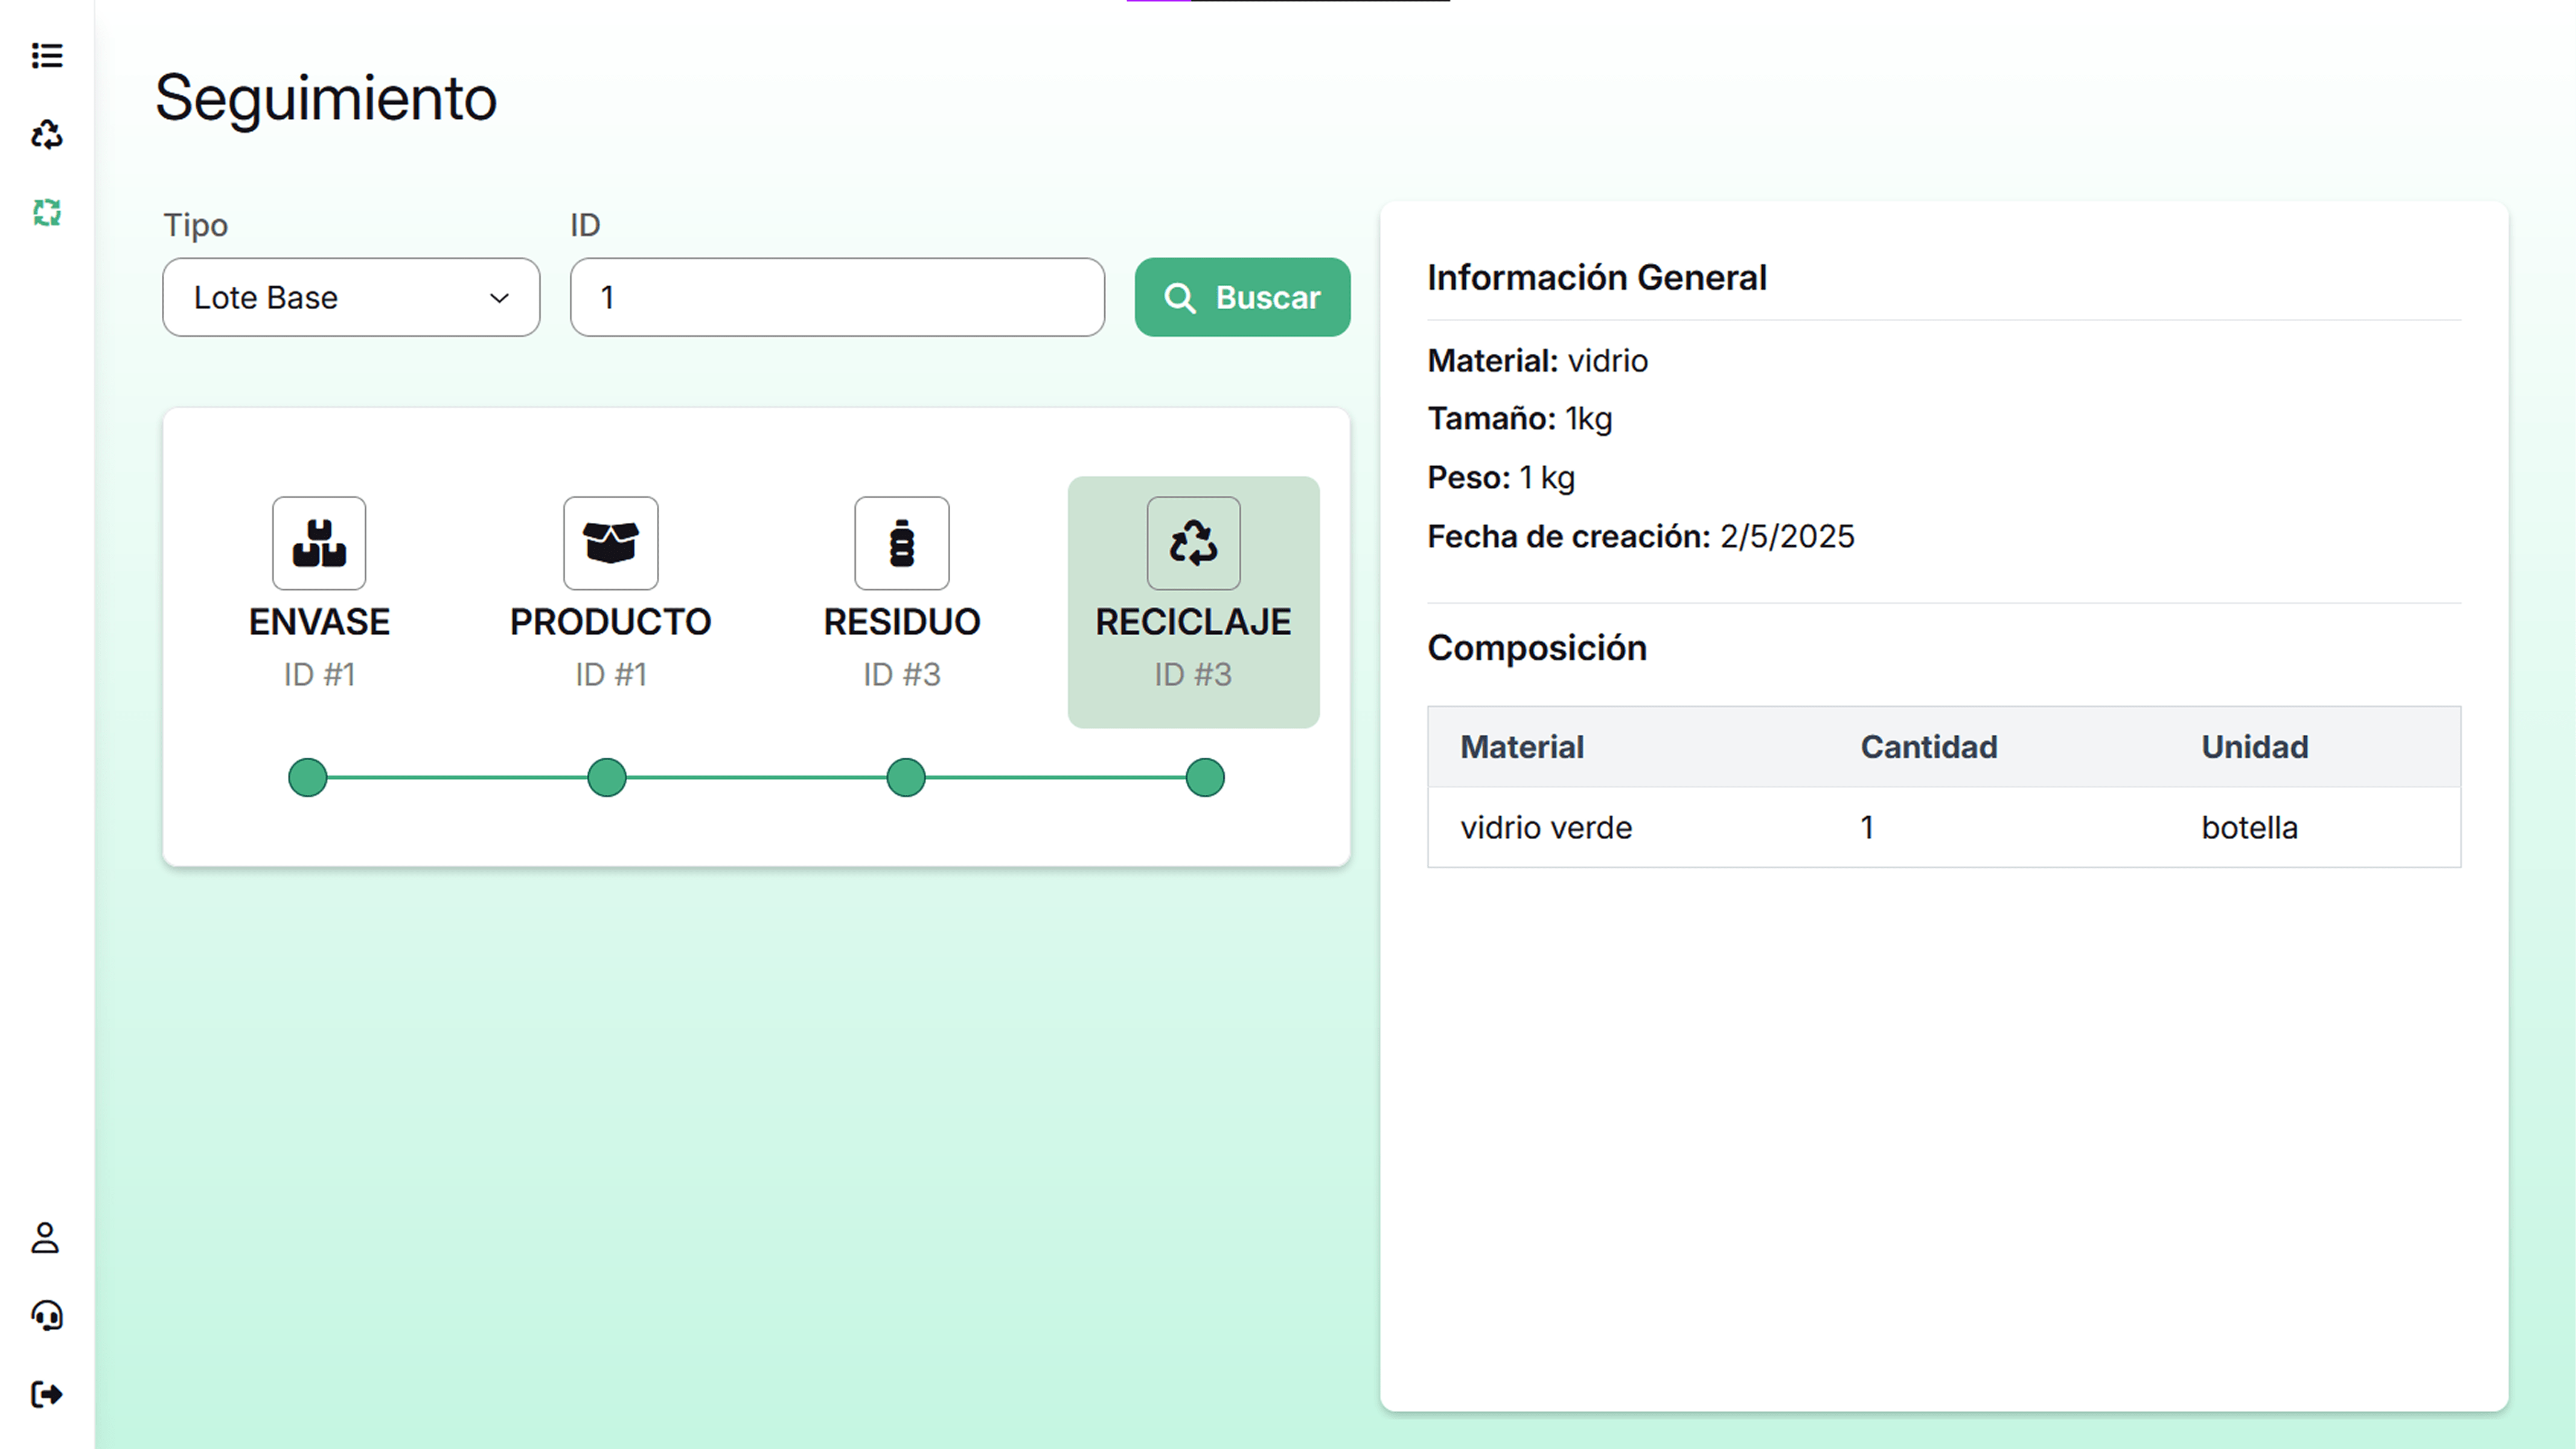 Seguimiento
Tipo
ID
Lote Base
1
Buscar
ENVASE
ID #1
PRODUCTO
ID #1
RESIDUO
ID #3
RECICLAJE
ID #3
Información General
Material: vidrio
Tamaño: 1kg
Peso: 1 kg
Fecha de creación: 2/5/2025
Composición
Material Cantidad Unidad
vidrio verde 1 botella